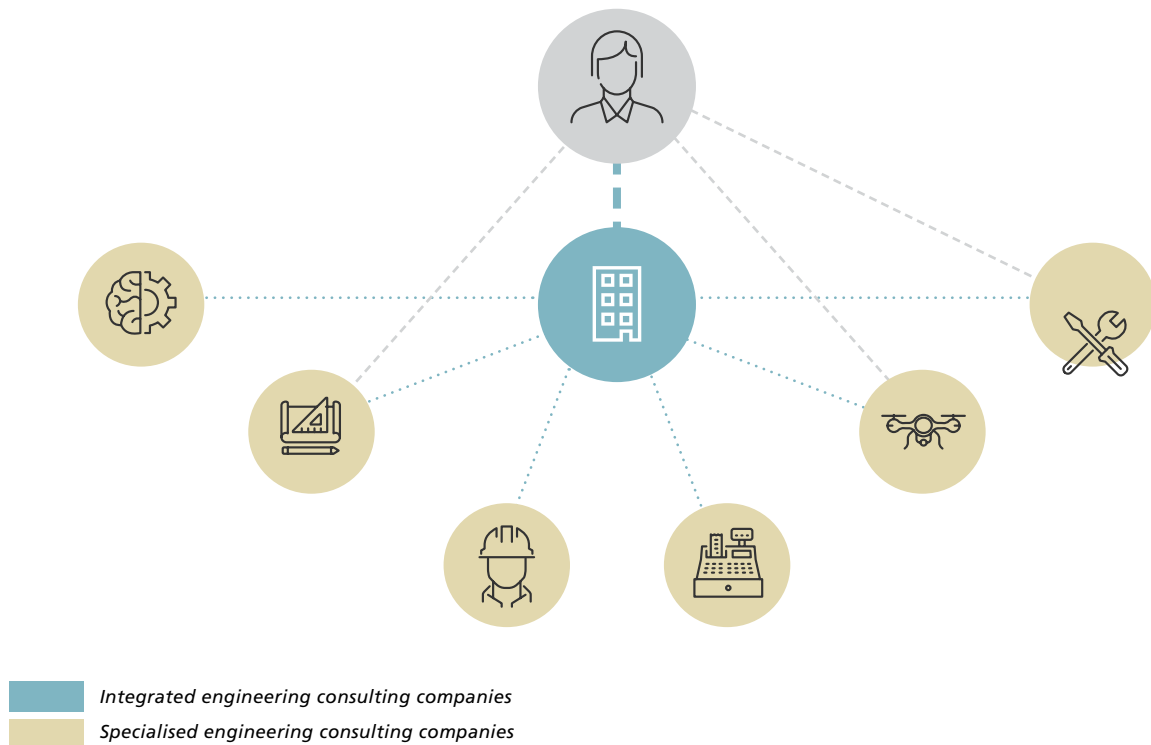 Integrated engineering consulting companies
Specialised engineering consulting companies